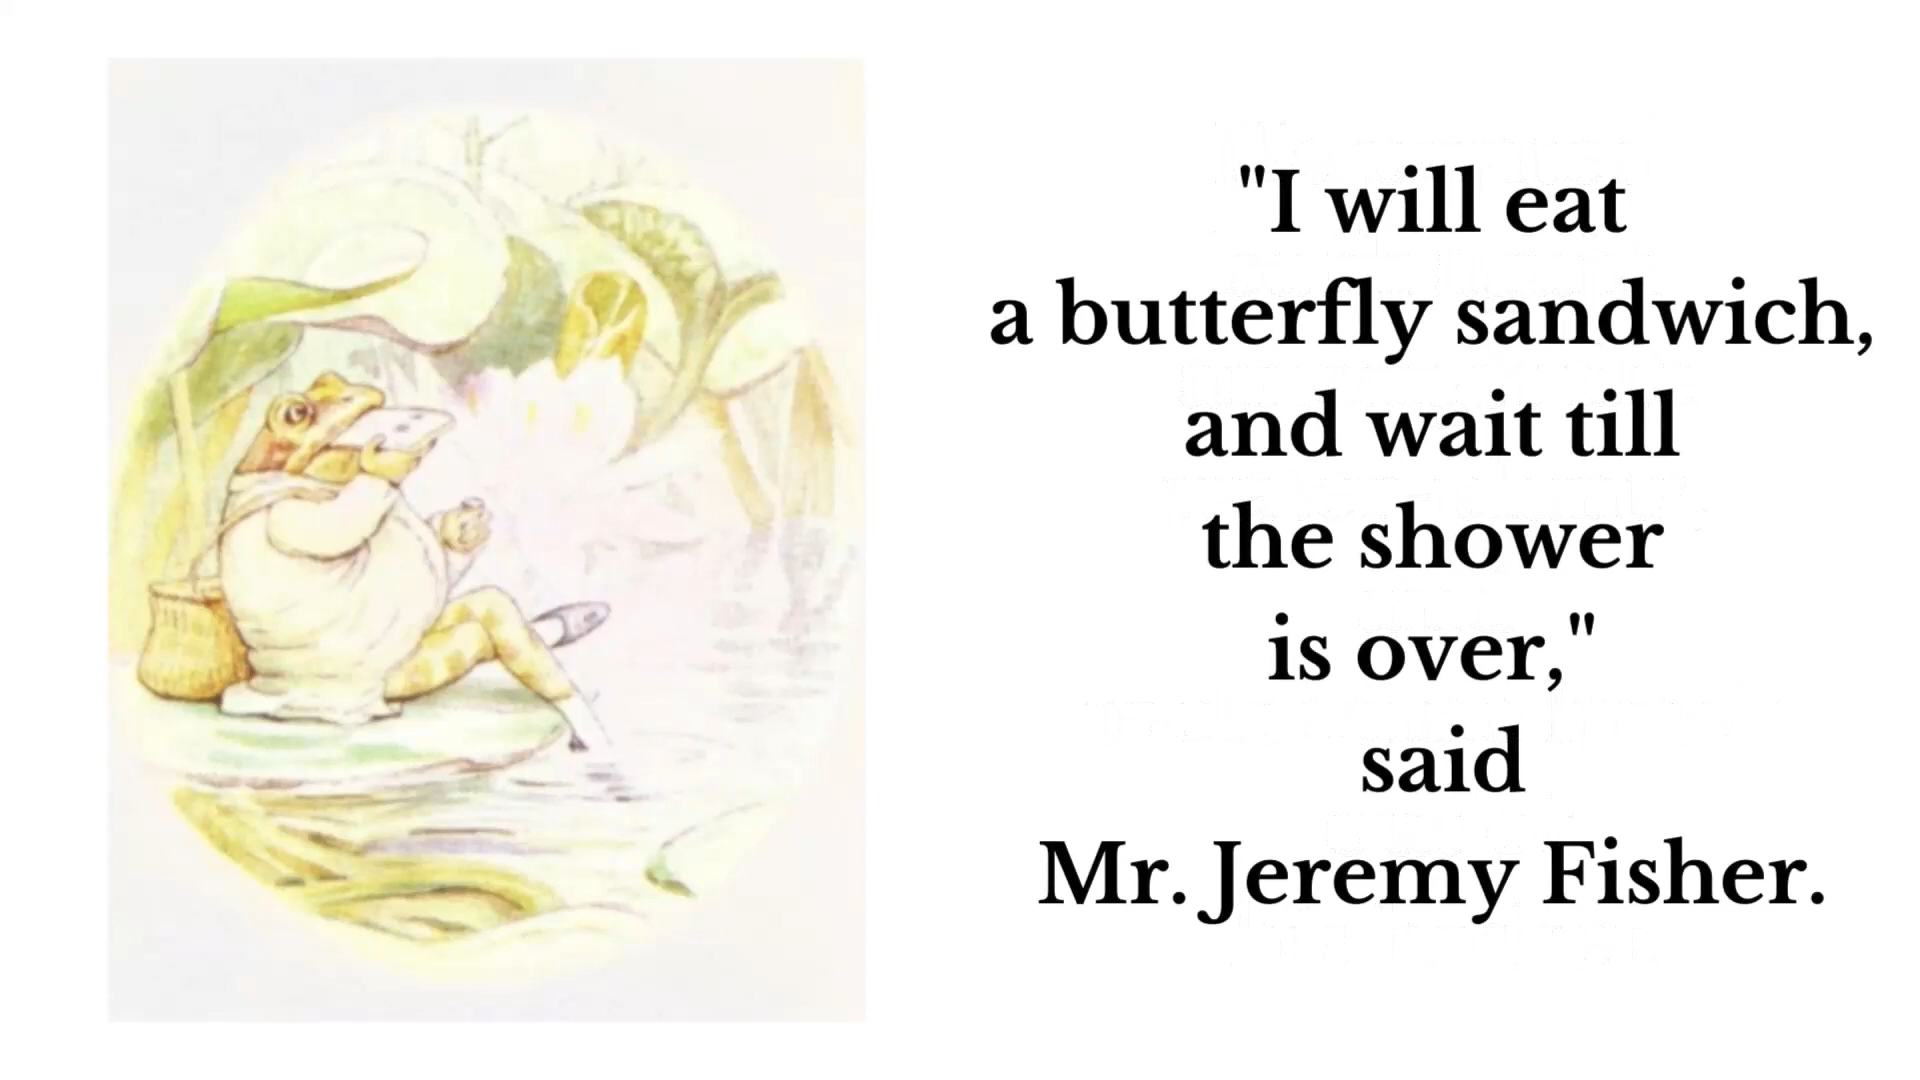 "I will eat
a butterfly sandwich,
and wait till
the shower
is over,"
said
Mr. Jeremy Fisher.